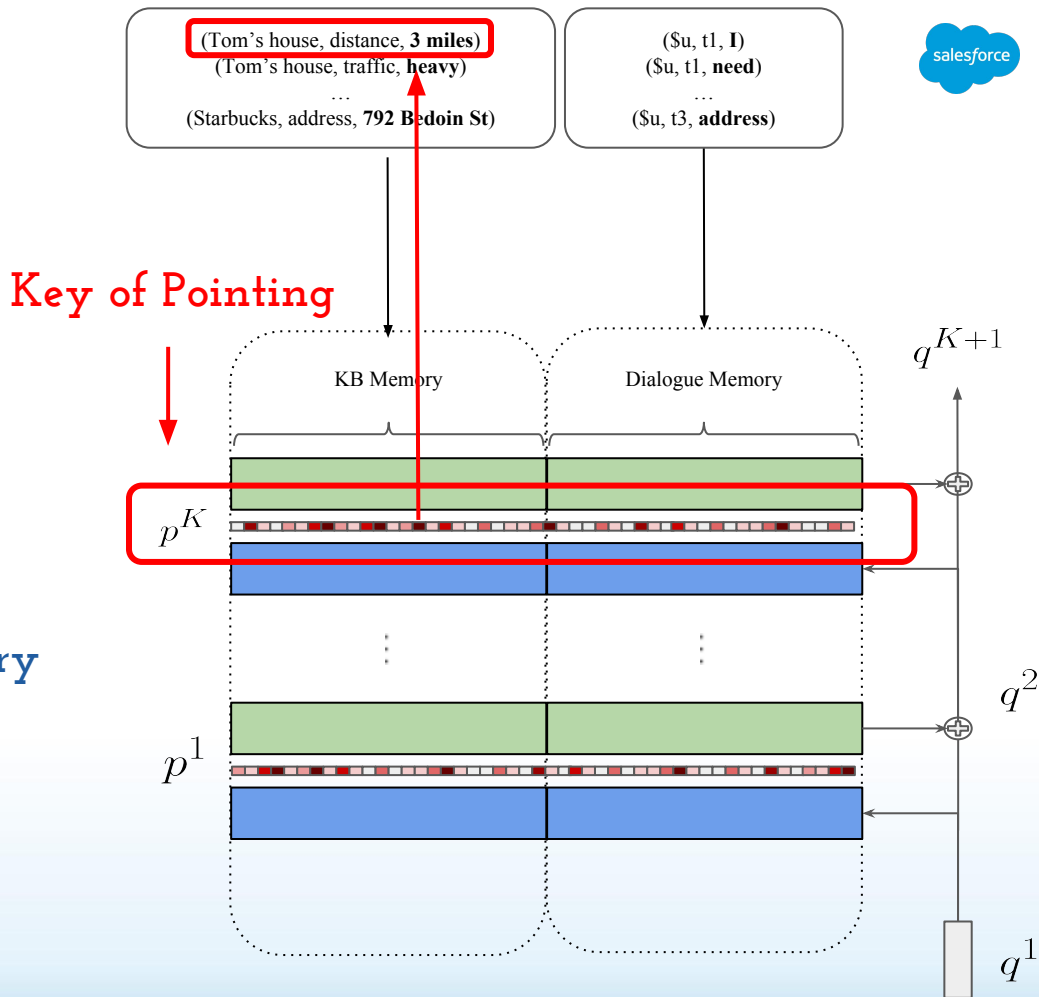 (Tom's house, distance, 3 miles)
(Tom's house, traffic, heavy)
...
(Starbucks, address, 792 Bedoin St)
($u, t1, I)
($u, t1, need)
...
($u, t3, address)
salesforce
Key of Pointing
KB Memory
Dialogue Memory
q^{K+1}
p^K
ry
q^2
p^1
q^1